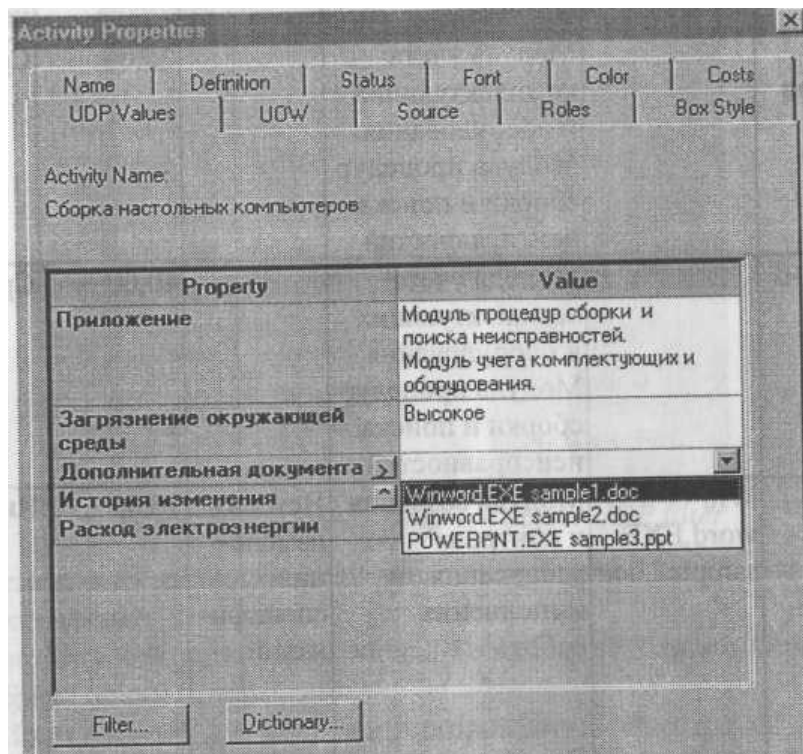 Activity Properties
Name Definition Status Font Color Costs
UDP Values UOW Source Roles Box Style
Activity Name:
Сборка настольных компьютеров
Property Value
Приложение
Модуль процедур сборки и
поиска неисправностей.
Модуль учета комплектующих и
оборудования.
Загрязнение окружающей
среды
Высокое
Дополнительная документа >
История изменения
Winword.EXE sample1.doc
Winword.EXE sample2.doc
POWERPNT.EXE sample3.ppt
Расход электроэнергии
Filter... Dictionary...